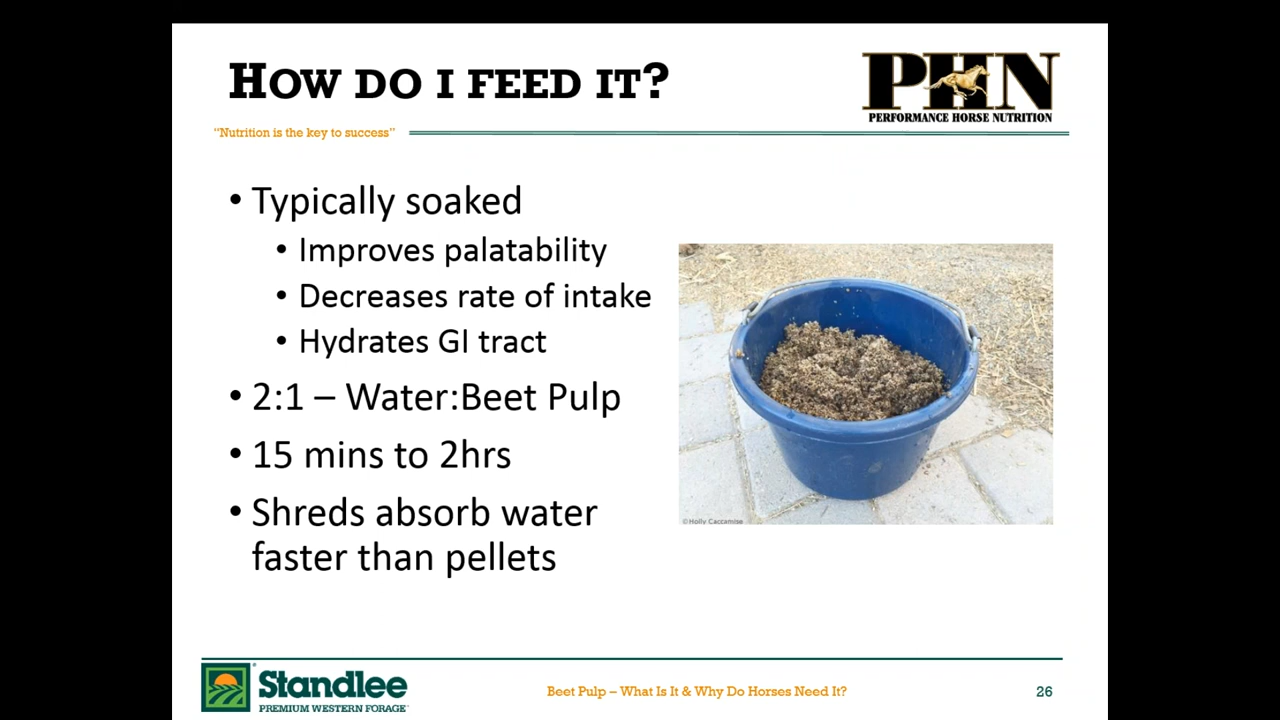 HOW DO I FEED IT?
PHN
PERFORMANCE HORSE NUTRITION
“Nutrition is the key to success”
• Typically soaked
• Improves palatability
• Decreases rate of intake
• Hydrates GI tract
• 2:1 – Water:Beet Pulp
• 15 mins to 2hrs
• Shreds absorb water
faster than pellets
©Holly Caccamise
Standlee
PREMIUM WESTERN FORAGE
Beet Pulp – What Is It & Why Do Horses Need It?
26